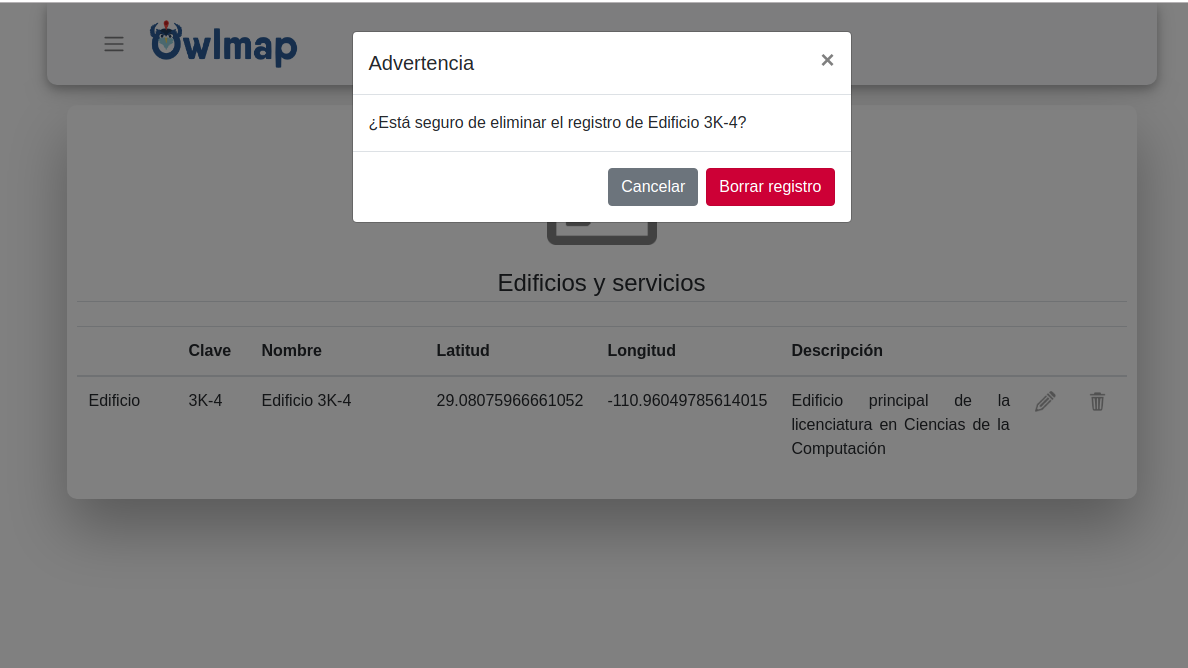 Owlmap
Advertencia
×
¿Está seguro de eliminar el registro de Edificio 3K-4?
Cancelar Borrar registro
Edificios y servicios
Clave Nombre Latitud Longitud Descripción
Edificio 3K-4 Edificio 3K-4 29.08075966661052 -110.96049785614015 Edificio principal de la
licenciatura en Ciencias de la
Computación